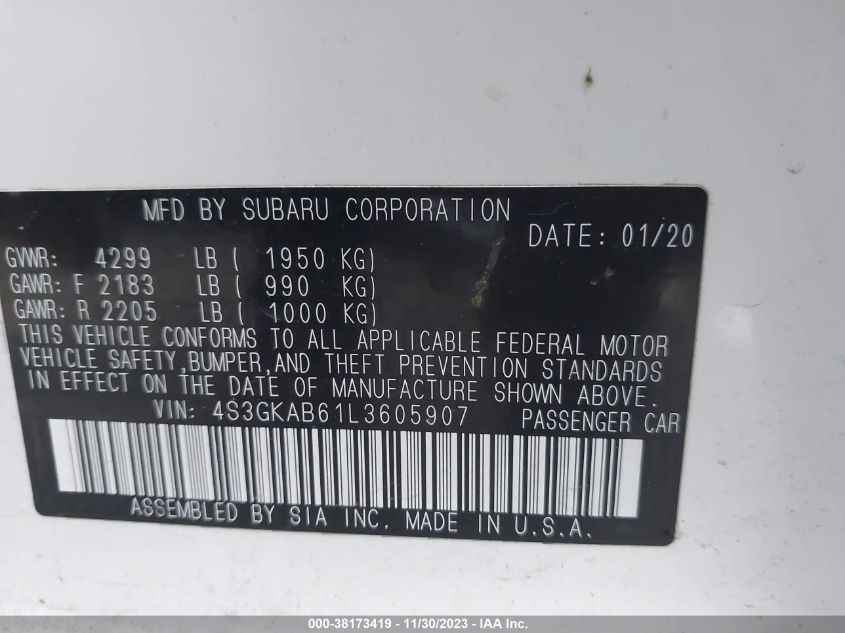 MFD BY SUBARU CORPORATION
DATE: 01/20
GVWR: 4299 LB ( 1950 KG)
GAWR: F 2183 LB ( 990 KG)
GAWR: R 2205 LB ( 1000 KG)
THIS VEHICLE CONFORMS TO ALL APPLICABLE FEDERAL MOTOR
VEHICLE SAFETY,BUMPER,AND THEFT PREVENTION STANDARDS
IN EFFECT ON THE DATE OF MANUFACTURE SHOWN ABOVE.
VIN: 4S3GKAB61L3605907 PASSENGER CAR
ASSEMBLED BY SIA INC. MADE IN U.S.A.
000-38173419 - 11/30/2023 - IAA Inc.